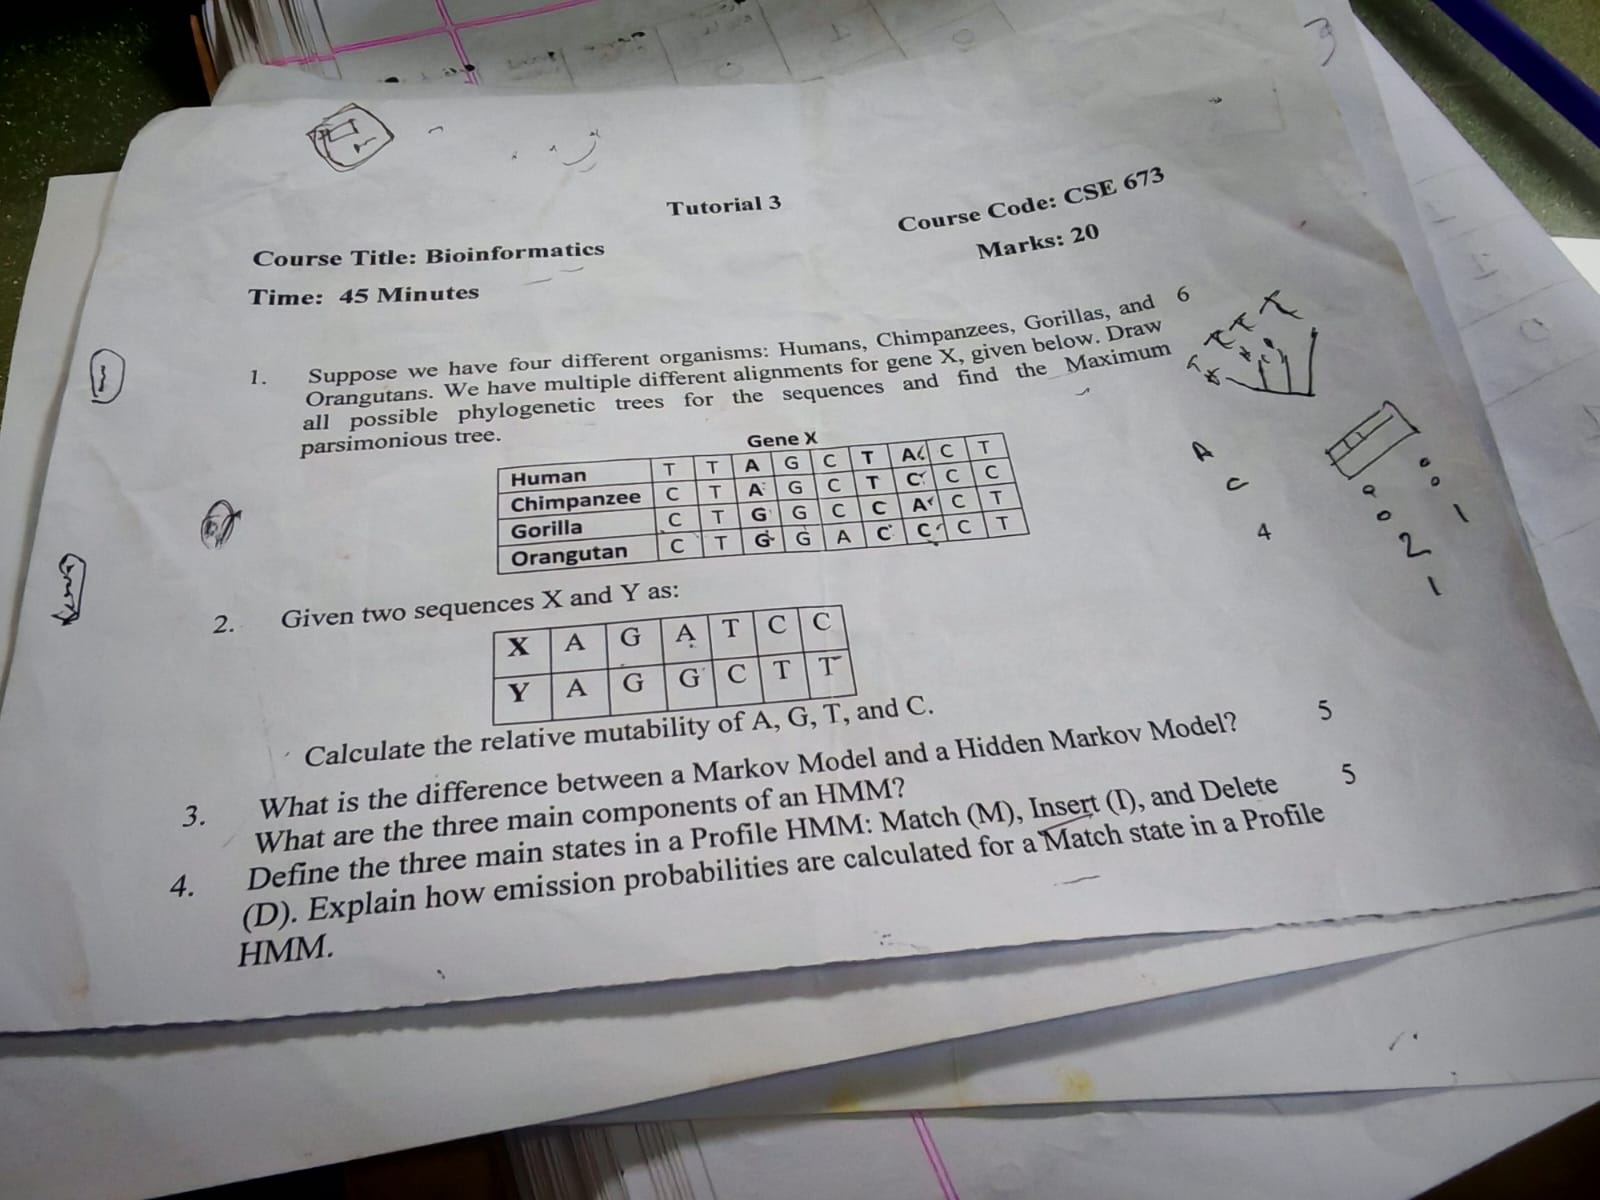 3
Tutorial 3
Course Title: Bioinformatics
Course Code: CSE 673
Time: 45 Minutes
Marks: 20
1. Suppose we have four different organisms: Humans, Chimpanzees, Gorillas, and 6
Orangutans. We have multiple different alignments for gene X, given below. Draw
all possible phylogenetic trees for the sequences and find the Maximum
parsimonious tree.
Gene X
Human T T A G C T A C T
Chimpanzee C T A G C T C C C
Gorilla C T G G C C A C T
Orangutan C T G G A C C C T
2. Given two sequences X and Y as: 4
X A G A T C C
Y A G G C T T
Calculate the relative mutability of A, G, T, and C.
3. What is the difference between a Markov Model and a Hidden Markov Model? 5
What are the three main components of an HMM?
4. Define the three main states in a Profile HMM: Match (M), Insert (I), and Delete 5
(D). Explain how emission probabilities are calculated for a Match state in a Profile
HMM.
A
C
2